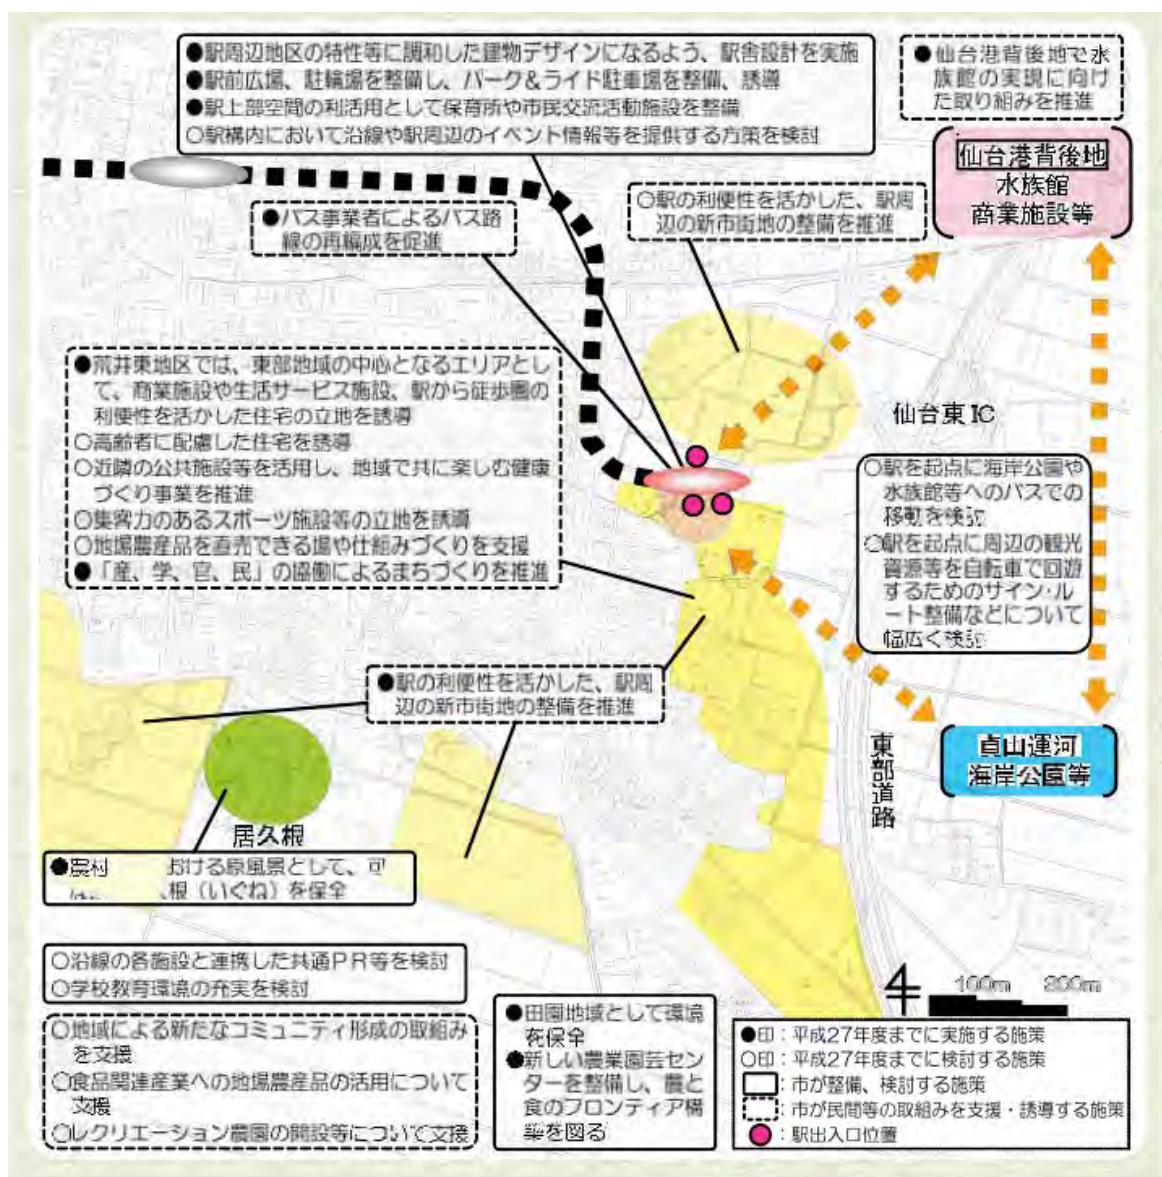 ●駅周辺地区の特性等に調和した建物デザインになるよう、駅舎設計を実施
●駅前広場、駐輪場を整備し、パーク＆ライド駐車場を整備、誘導
●駅上部空間の利活用として保育所や市民交流活動施設を整備
○駅構内において沿線や駅周辺のイベント情報等を提供する方策を検討
●仙台港背後地で水
族館の実現に向け
た取り組みを推進
仙台港背後地
水族館
商業施設等
●バス事業者によるバス路
線の再編成を促進
○駅の利便性を活かした、駅周
辺の新市街地の整備を推進
●荒井東地区では、東部地域の中心となるエリアとし
て、商業施設や生活サービス施設、駅から徒歩圏の
利便性を活かした住宅の立地を誘導
○高齢者に配慮した住宅を誘導
○近隣の公共施設等を活用し、地域で共に楽しむ健康
づくり事業を推進
○集客力のあるスポーツ施設等の立地を誘導
○地場農産品を直売できる場や仕組みづくりを支援
●「産、学、官、民」の協働によるまちづくりを推進
仙台東IC
○駅を起点に海岸公園や
水族館等へのバスでの
移動を検討
○駅を起点に周辺の観光
資源等を自転車で回遊
するためのサイン・ル
ート整備などについて
幅広く検討
●駅の利便性を活かした、駅周
辺の新市街地の整備を推進
東部道路
貞山運河
海岸公園等
居久根
●農村 おける原風景として、可
根（いぐね）を保全
○沿線の各施設と連携した共通ＰＲ等を検討
○学校教育環境の充実を検討
○地域による新たなコミュニティ形成の取組み
を支援
○食品関連産業への地場農産品の活用について
支援
○レクリエーション農園の開設等について支援
●田園地域として環境
を保全
●新しい農業園芸セン
ターを整備し、農と
食のフロンティア構
築を図る
100m 200m
●印：平成27年度までに実施する施策
○印：平成27年度までに検討する施策
：市が整備、検討する施策
：市が民間等の取組みを支援・誘導する施策
：駅出入口位置